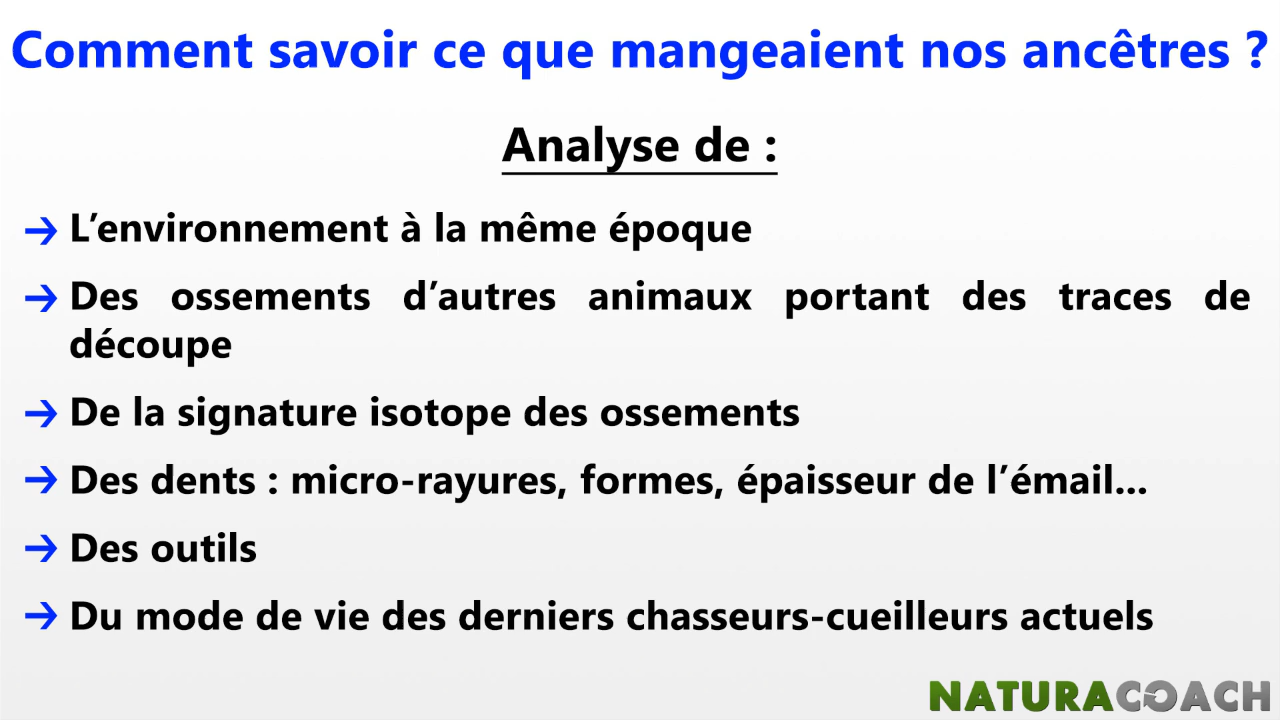 Comment savoir ce que mangeaient nos ancêtres ?
Analyse de :
→ L’environnement à la même époque
→ Des ossements d’autres animaux portant des traces de
découpe
→ De la signature isotope des ossements
→ Des dents : micro-rayures, formes, épaisseur de l’émail...
→ Des outils
→ Du mode de vie des derniers chasseurs-cueilleurs actuels
NATURACOACH